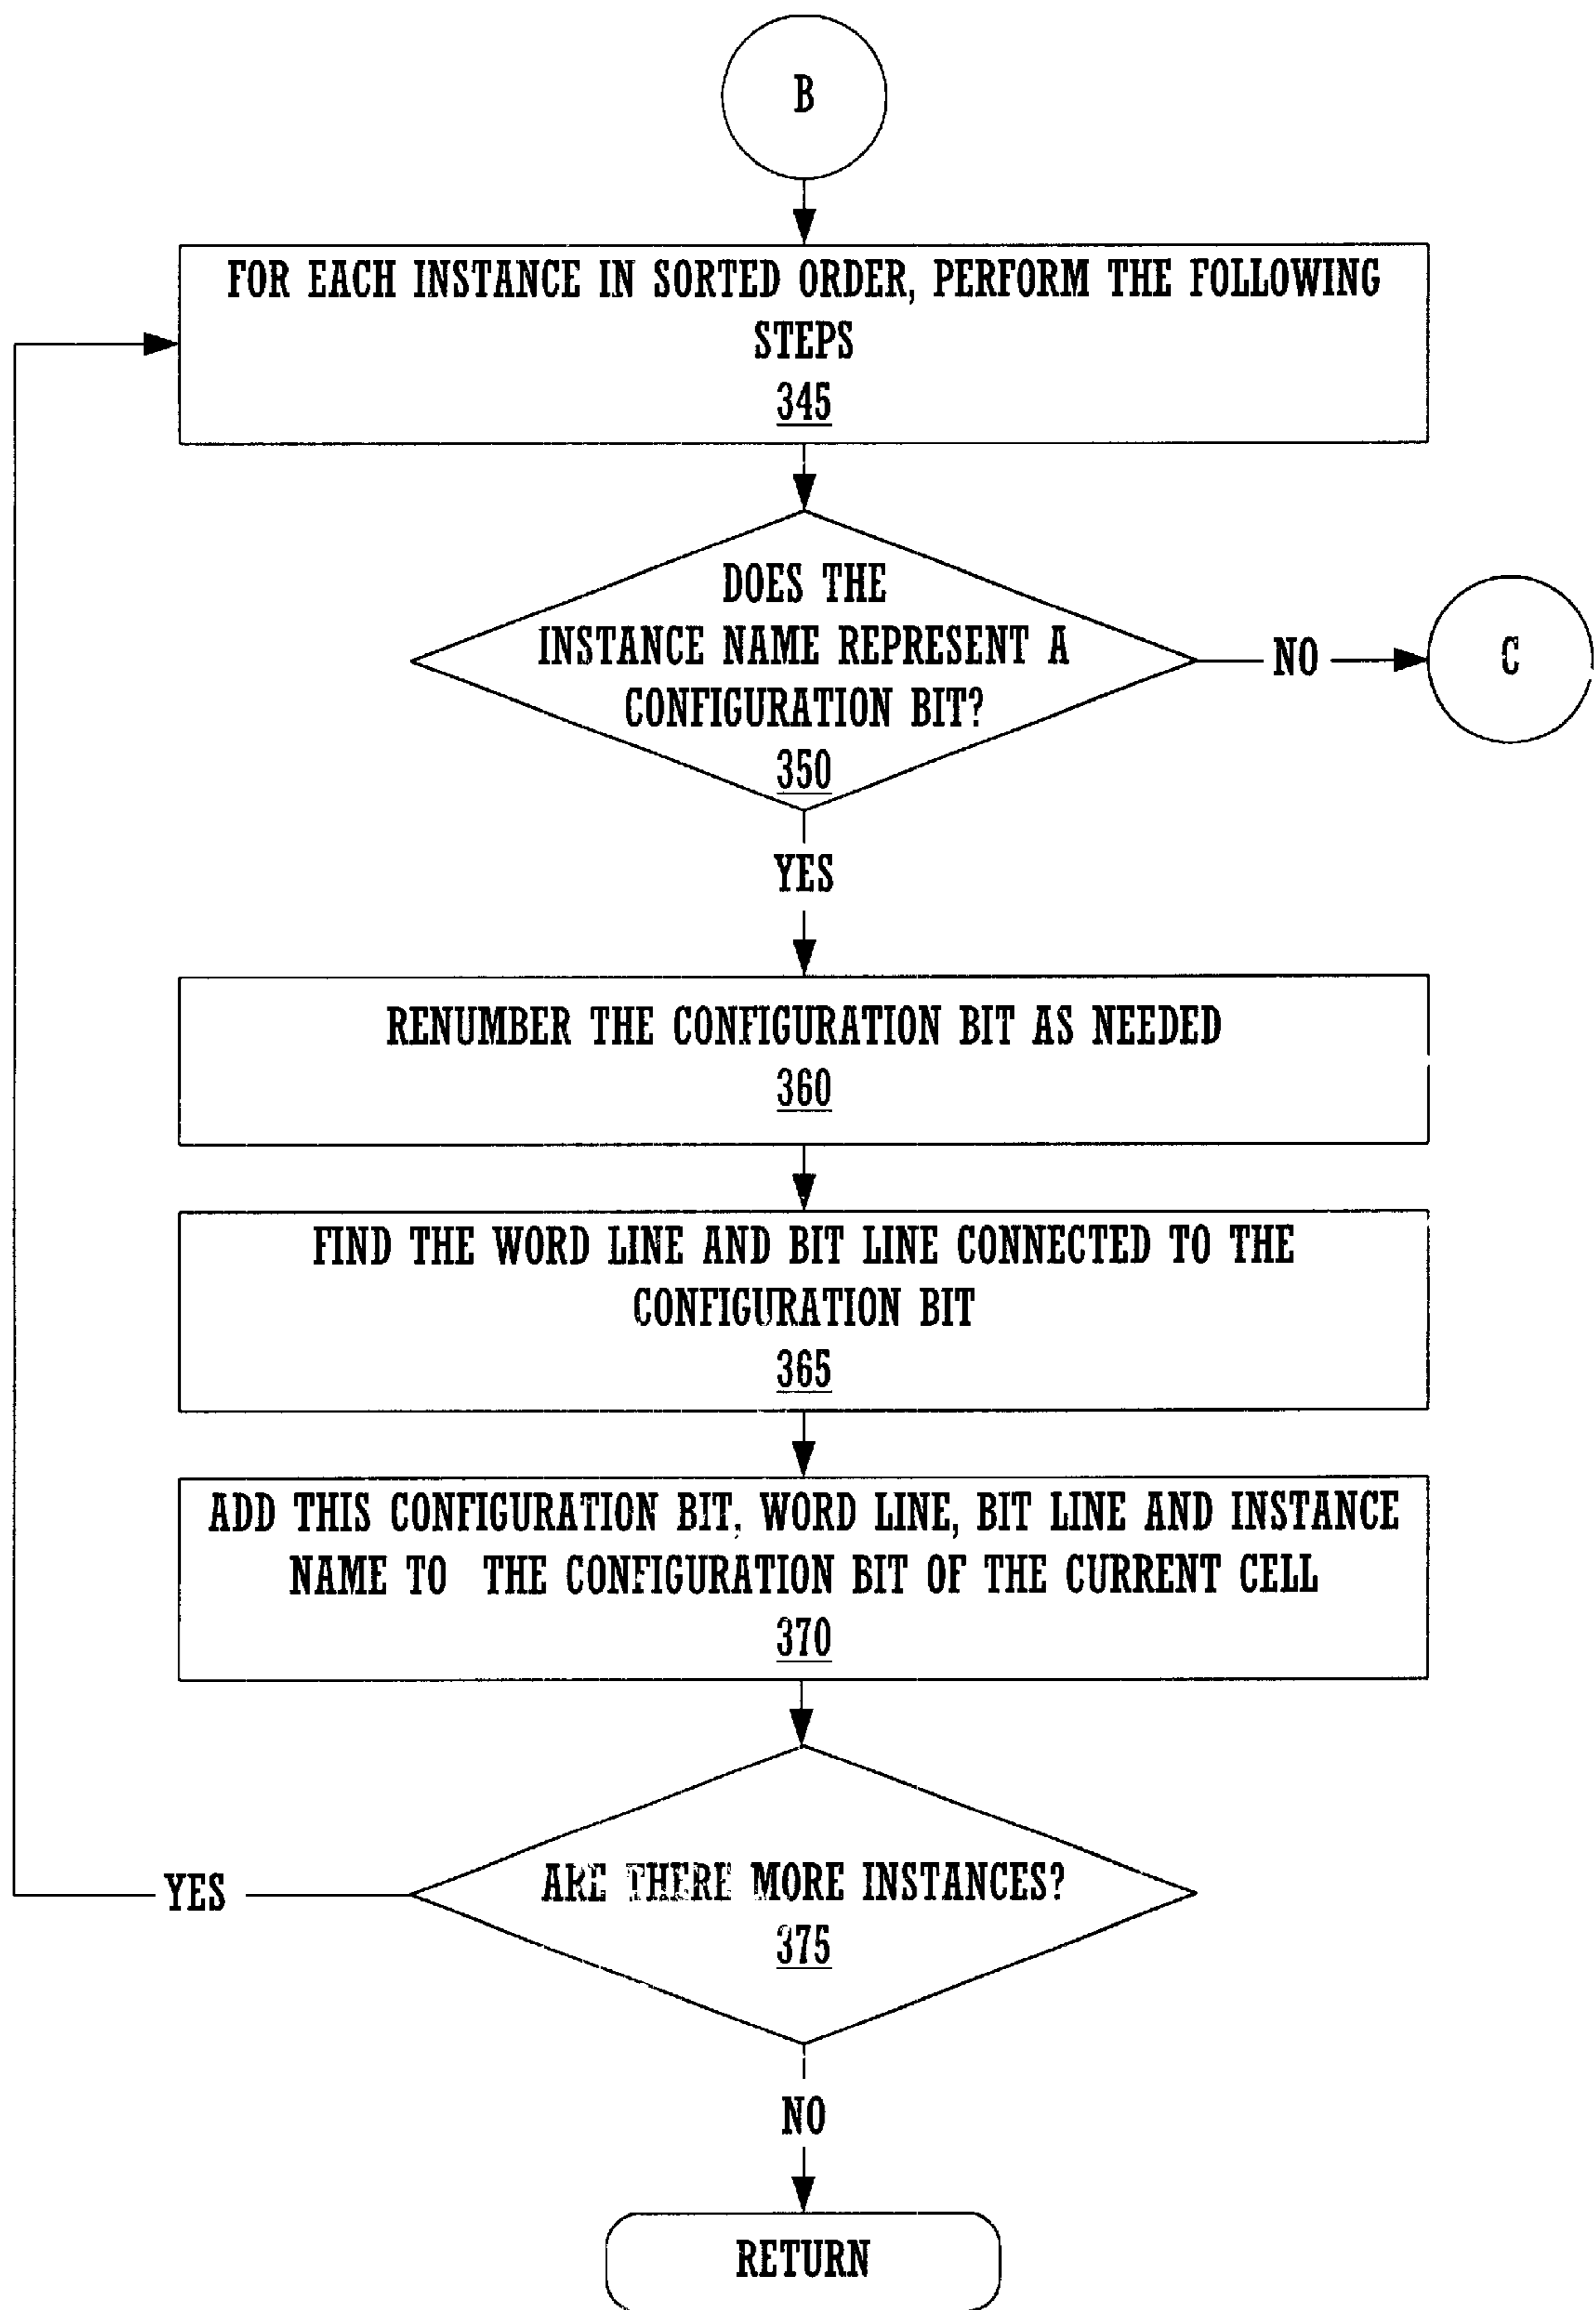 B
FOR EACH INSTANCE IN SORTED ORDER, PERFORM THE FOLLOWING
STEPS
345
DOES THE
INSTANCE NAME REPRESENT A
CONFIGURATION BIT?
350
NO
C
YES
RENUMBER THE CONFIGURATION BIT AS NEEDED
360
FIND THE WORD LINE AND BIT LINE CONNECTED TO THE
CONFIGURATION BIT
365
ADD THIS CONFIGURATION BIT, WORD LINE, BIT LINE AND INSTANCE
NAME TO THE CONFIGURATION BIT OF THE CURRENT CELL
370
ARE THERE MORE INSTANCES?
375
YES
NO
RETURN